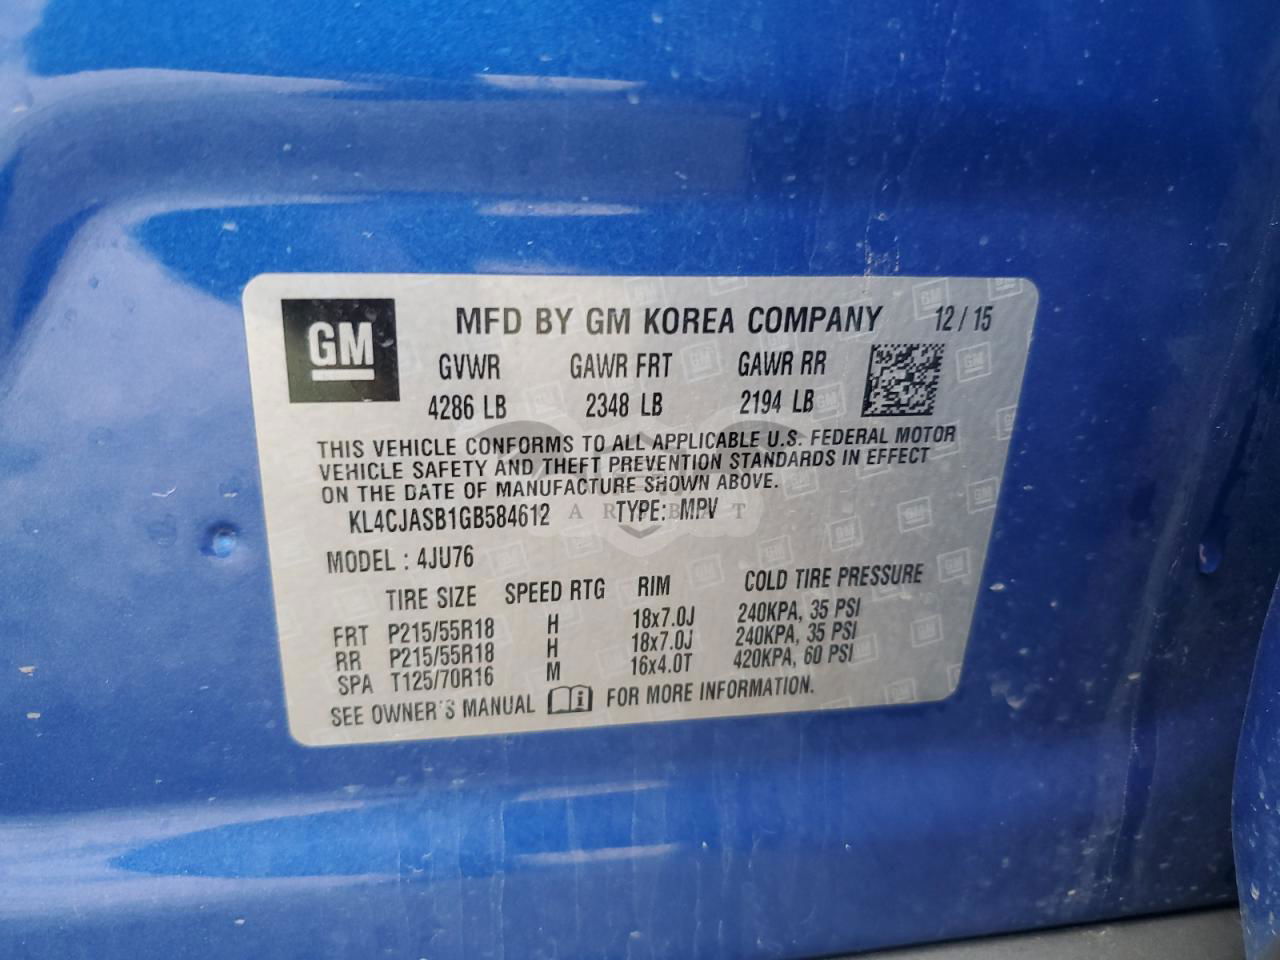 GM
MFD BY GM KOREA COMPANY 12/15
GVWR GAWR FRT GAWR RR
4286 LB 2348 LB 2194 LB
THIS VEHICLE CONFORMS TO ALL APPLICABLE U.S. FEDERAL MOTOR
VEHICLE SAFETY AND THEFT PREVENTION STANDARDS IN EFFECT
ON THE DATE OF MANUFACTURE SHOWN ABOVE.
KL4CJASB1GB584612 TYPE: MPV
MODEL : 4JU76
TIRE SIZE SPEED RTG RIM COLD TIRE PRESSURE
FRT P215/55R18 H 18x7.0J 240KPA, 35 PSI
RR P215/55R18 H 18x7.0J 240KPA, 35 PSI
SPA T125/70R16 M 16x4.0T 420KPA, 60 PSI
SEE OWNER'S MANUAL FOR MORE INFORMATION.